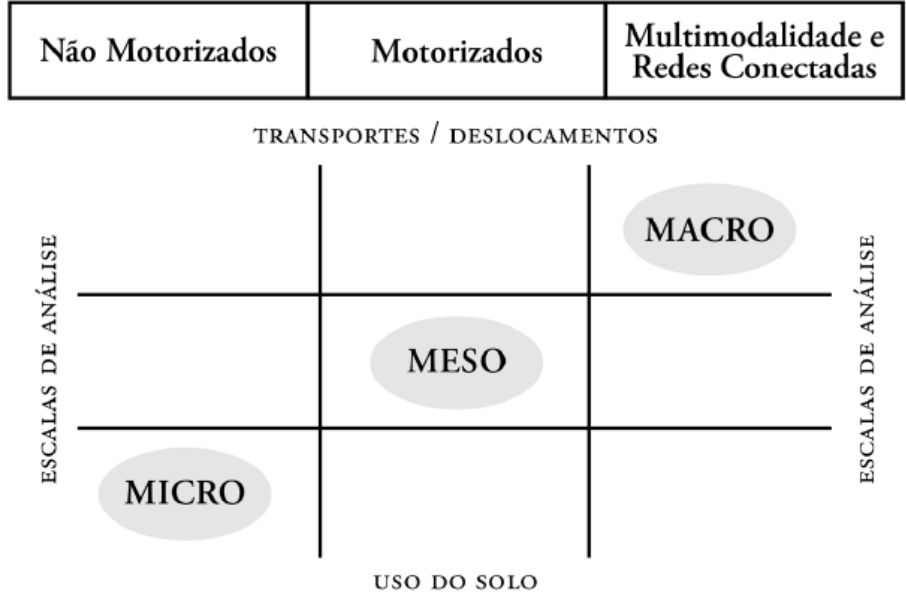 Não Motorizados
Motorizados
Multimodalidade e
Redes Conectadas
TRANSPORTES / DESLOCAMENTOS
ESCALAS DE ANÁLISE
MACRO
MESO
MICRO
ESCALAS DE ANÁLISE
USO DO SOLO